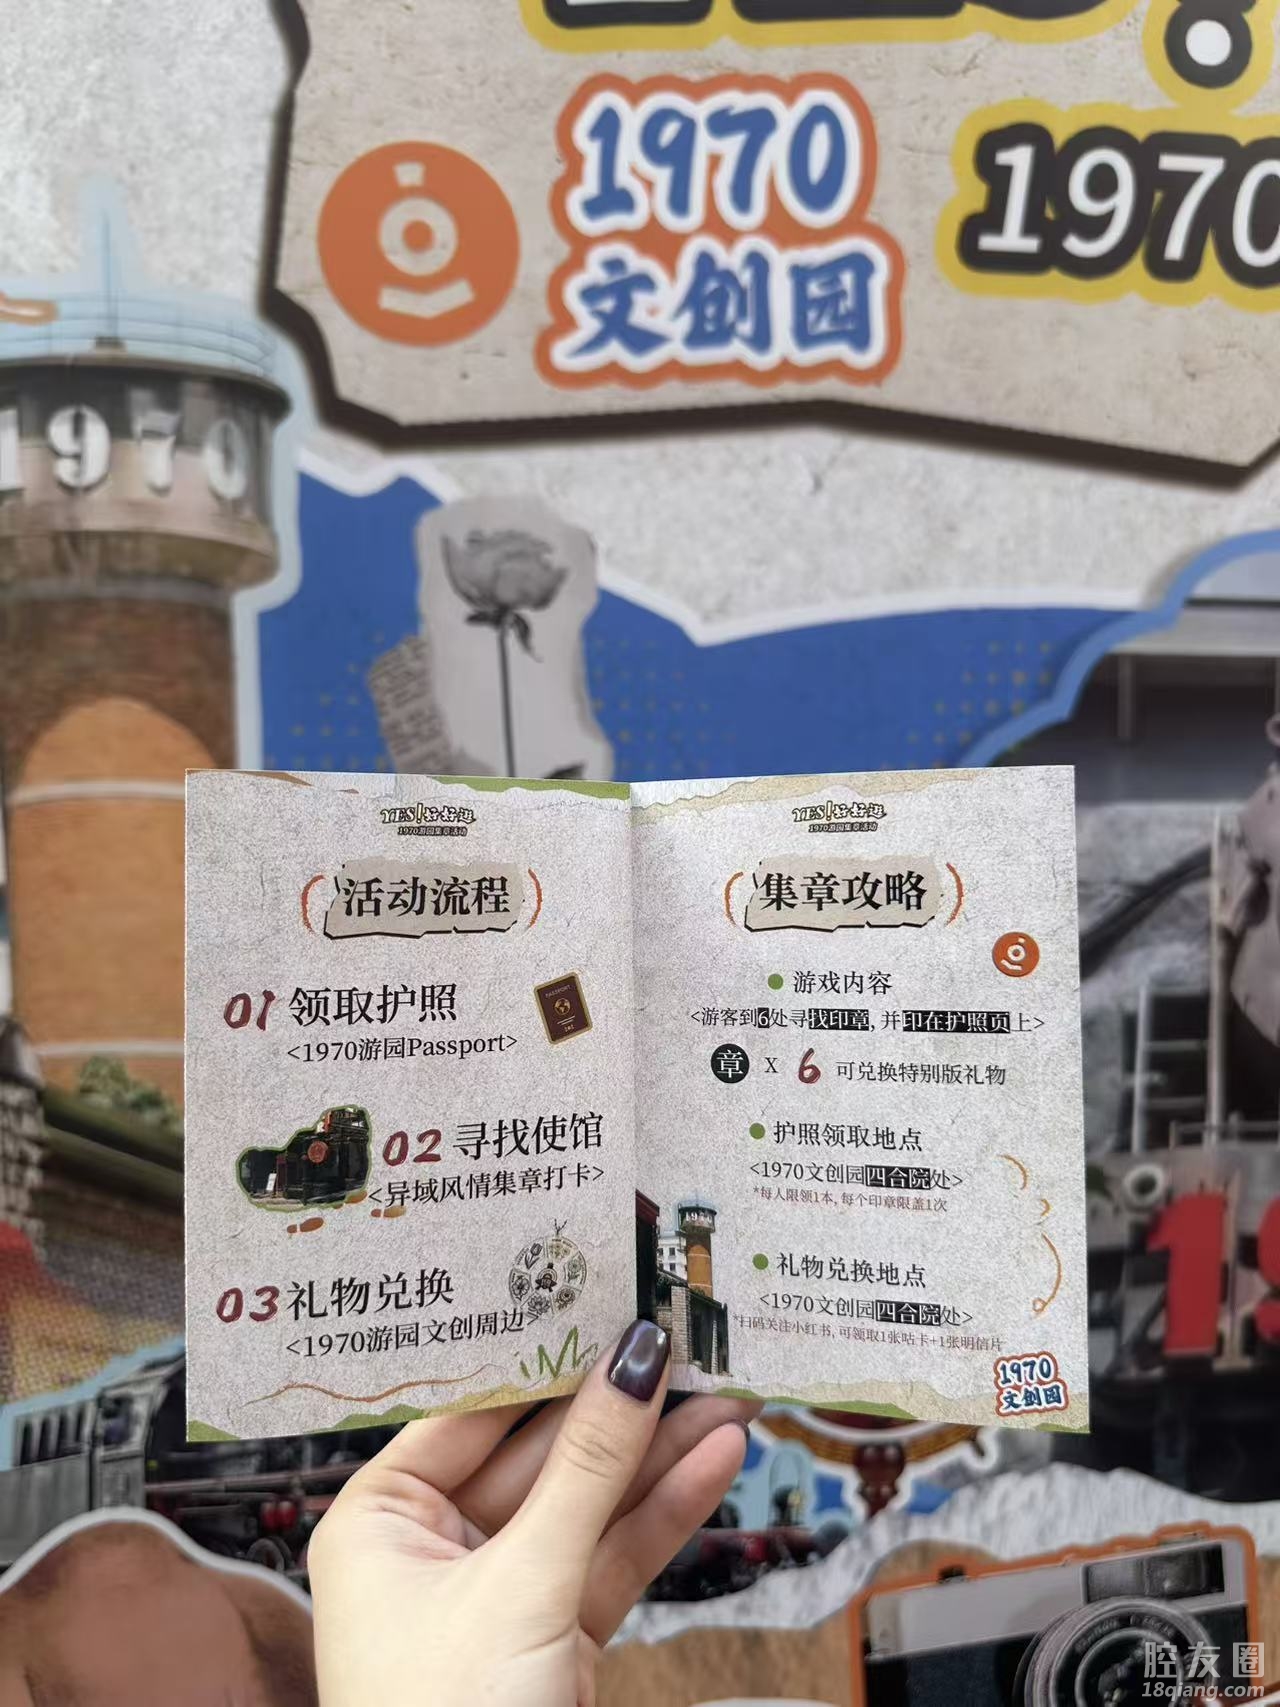 1970
文创园
1970
1970
YES!好好逛
1970游园集章活动
活动流程
01 领取护照
<1970游园Passport>
PASSPORT
02 寻找使馆
<异域风情集章打卡>
03 礼物兑换
<1970游园文创周边>
YES!好好逛
1970游园集章活动
集章攻略
游戏内容
<游客到6处寻找印章,并印在护照页上>
章 X 6 可兑换特别版礼物
护照领取地点
<1970文创园四合院处>
*每人限领1本,每个印章限盖1次
礼物兑换地点
<1970文创园四合院处>
*扫码关注小红书,可领取1张咕卡+1张明信片
1970
1970
文创园
19
腔友圈
18qiang.com